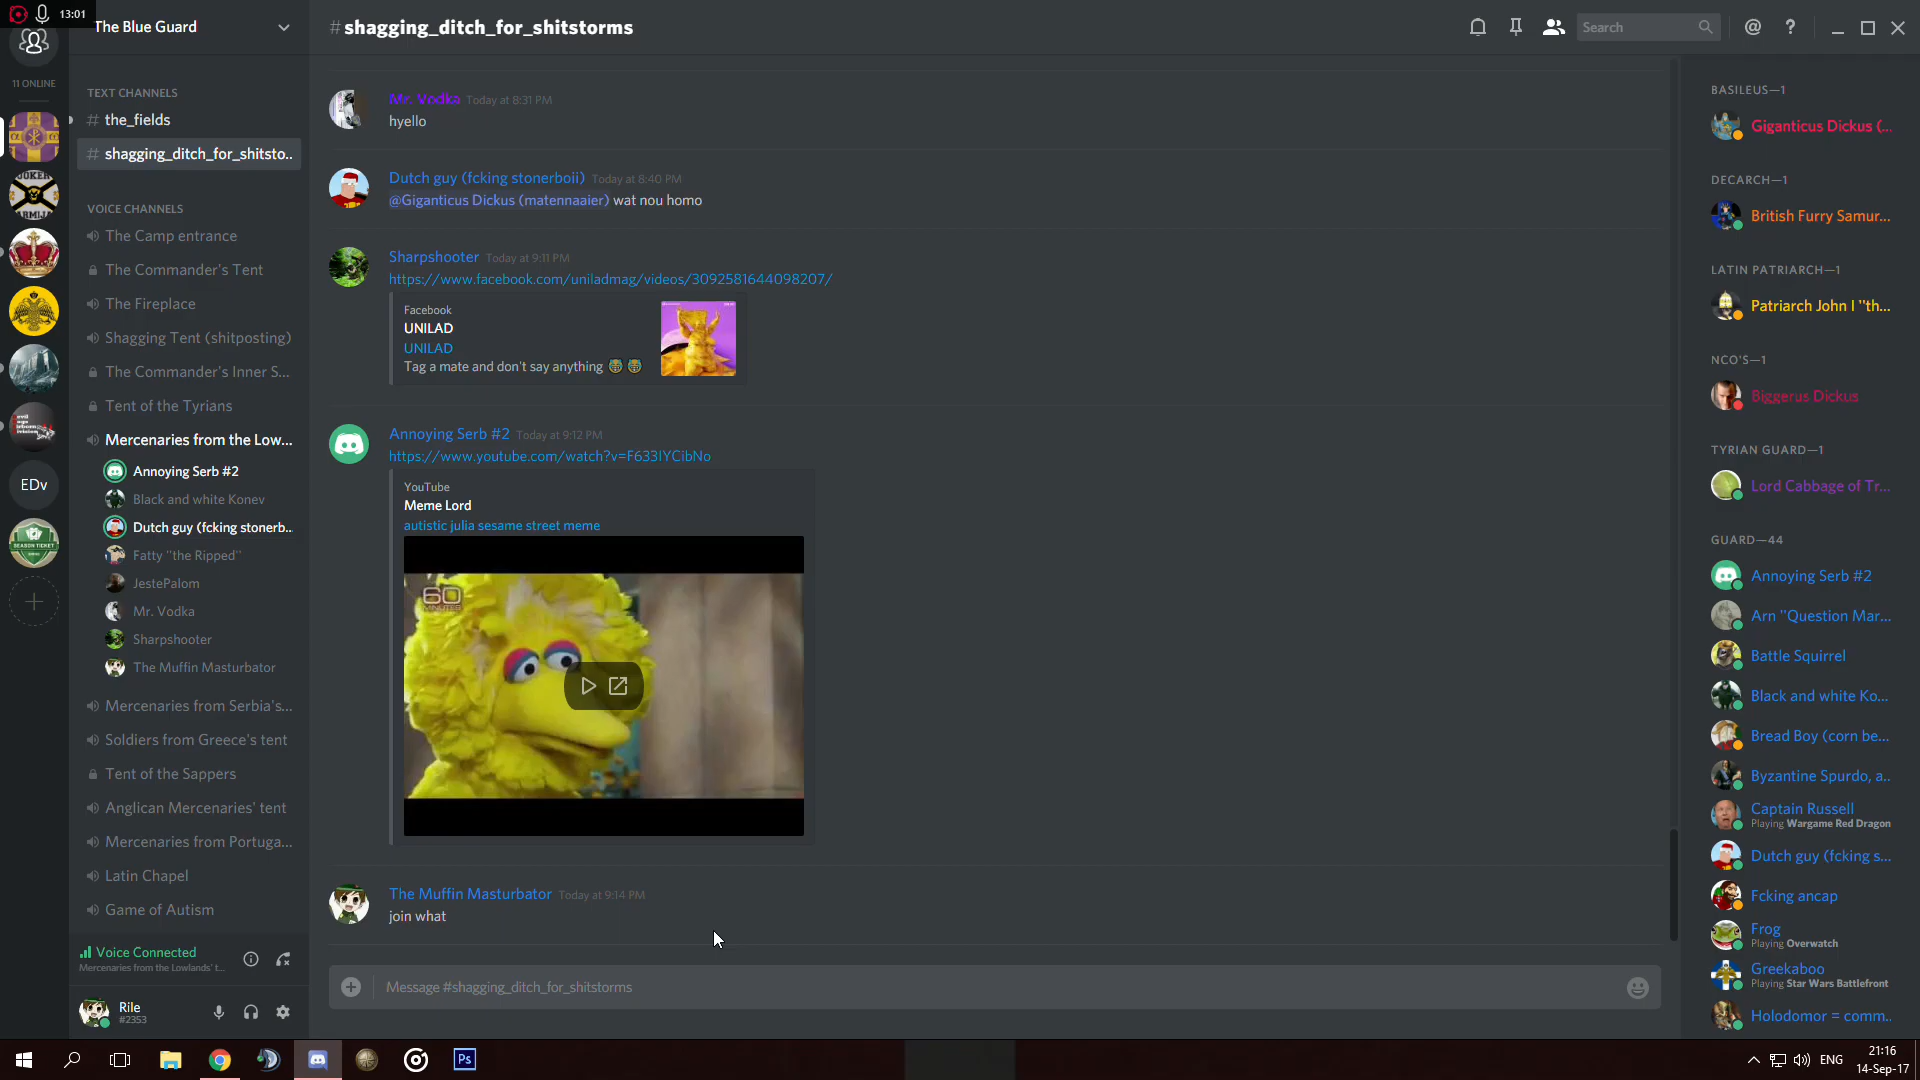 13:01
The Blue Guard
#shagging_ditch_for_shitstorms
Search
11 ONLINE
JOKER
ARMIJA
EDv
SEASON TICKET
TEXT CHANNELS
# the_fields
# shagging_ditch_for_shitsto..
VOICE CHANNELS
The Camp entrance
The Commander's Tent
The Fireplace
Shagging Tent (shitposting)
The Commander's Inner S...
Tent of the Tyrians
Mercenaries from the Low...
Annoying Serb #2
Black and white Konev
Dutch guy (fcking stonerb..
Fatty "the Ripped"
JestePalom
Mr. Vodka
Sharpshooter
The Muffin Masturbator
Mercenaries from Serbia's...
Soldiers from Greece's tent
Tent of the Sappers
Anglican Mercenaries' tent
Mercenaries from Portuga...
Latin Chapel
Game of Autism
Voice Connected
Mercenaries from the Lowlands' t...
Rile
#2353
Mr. Vodka Today at 8:31 PM
hyello
Dutch guy (fcking stonerboii) Today at 8:40 PM
@Giganticus Dickus (matennaaier) wat nou homo
Sharpshooter Today at 9:11 PM
https://www.facebook.com/uniladmag/videos/3092581644098207/
Facebook
UNILAD
UNILAD
Tag a mate and don't say anything
Annoying Serb #2 Today at 9:12 PM
https://www.youtube.com/watch?v=F633IYCibNo
YouTube
Meme Lord
autistic julia sesame street meme
60
MINUTES
The Muffin Masturbator Today at 9:14 PM
join what
Message #shagging_ditch_for_shitstorms
BASILEUS—1
Giganticus Dickus (...
DECARCH—1
British Furry Samur...
LATIN PATRIARCH—1
Patriarch John I "th...
NCO'S—1
Biggerus Dickus
TYRIAN GUARD—1
Lord Cabbage of Tr...
GUARD—44
Annoying Serb #2
Arn "Question Mar...
Battle Squirrel
Black and white Ko...
Bread Boy (corn be...
Byzantine Spurdo, a..
Captain Russell
Playing Wargame Red Dragon
Dutch guy (fcking s...
Fcking ancap
Frog
Playing Overwatch
Greekaboo
Playing Star Wars Battlefront
Holodomor = comm..
Ps
ENG
21:16
14-Sep-17